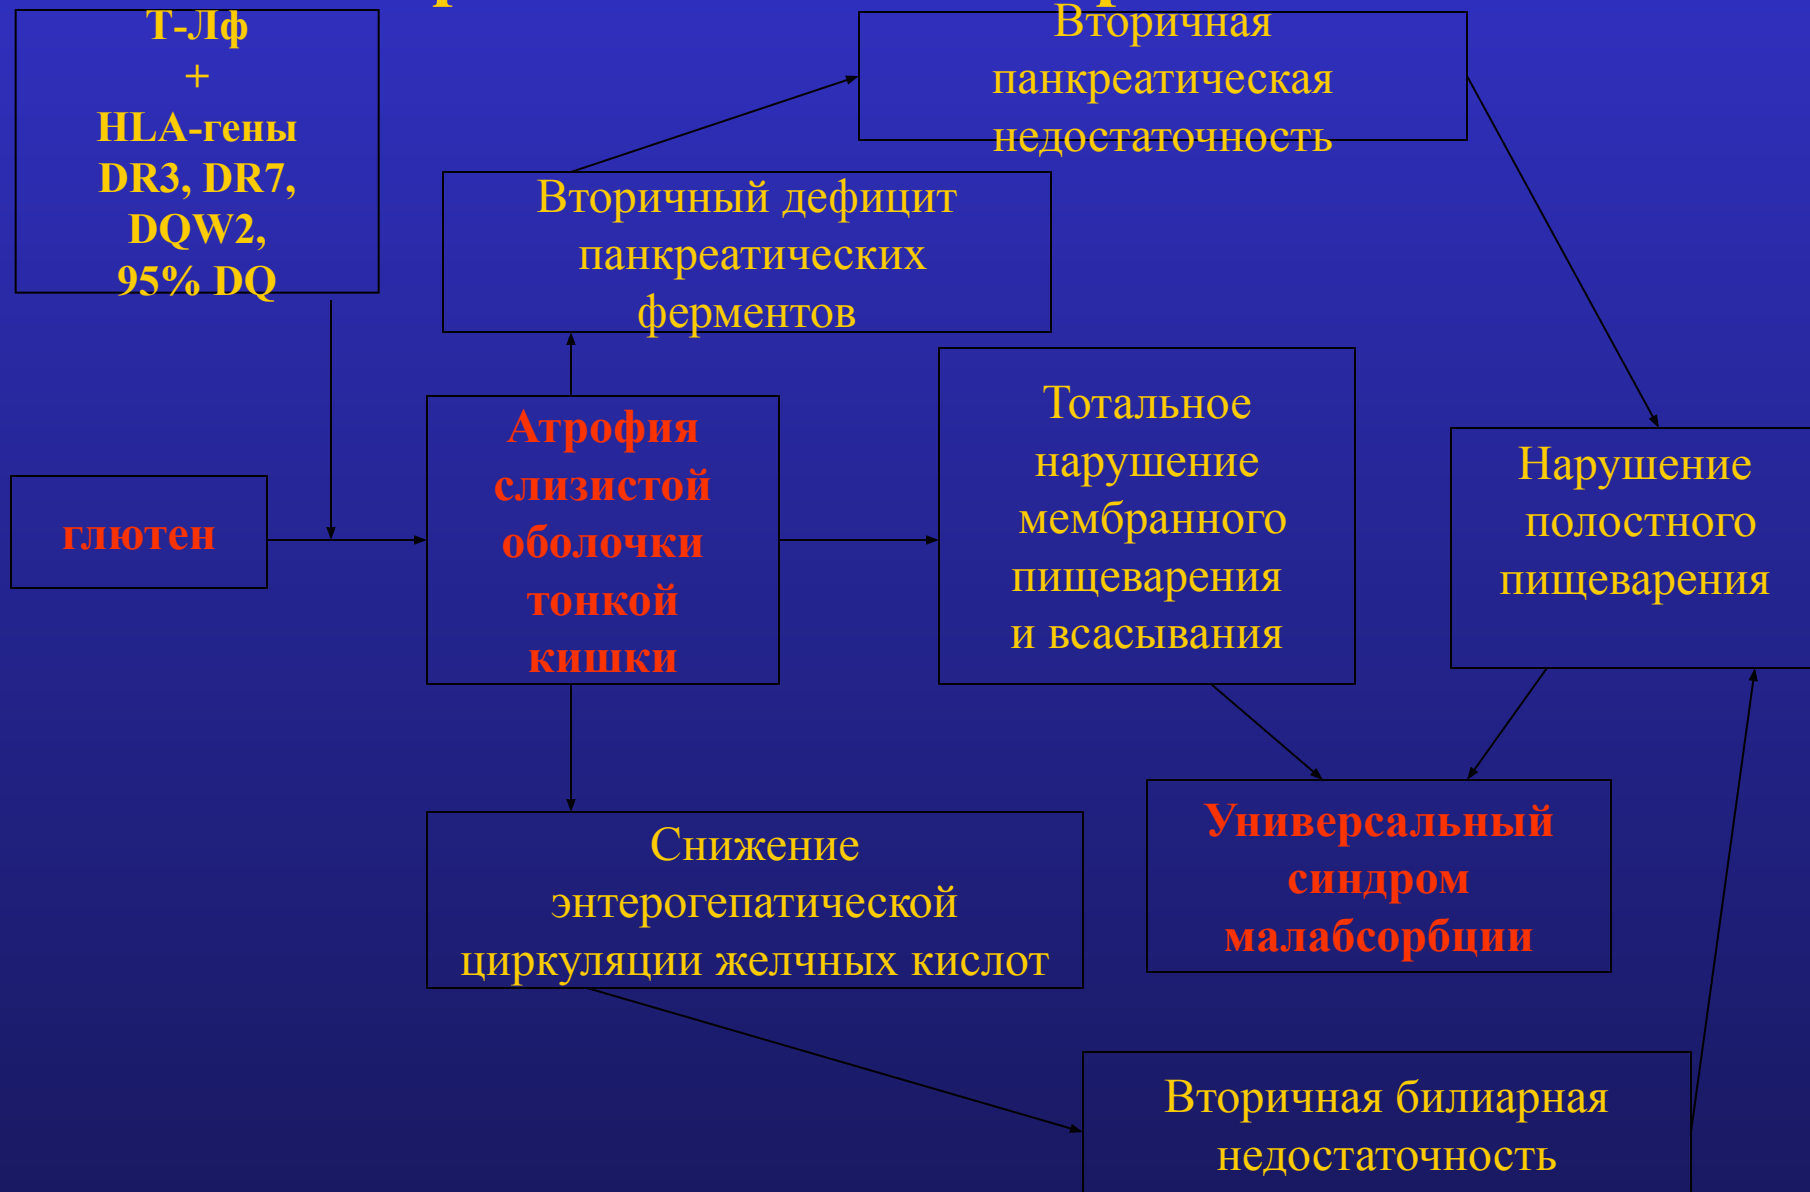 Т-Лф
+
HLA-гены
DR3, DR7,
DQW2,
95% DQ
Вторичная
панкреатическая
недостаточность
Вторичный дефицит
панкреатических
ферментов
глютен
Атрофия
слизистой
оболочки
тонкой
кишки
Тотальное
нарушение
мембранного
пищеварения
и всасывания
Нарушение
полостного
пищеварения
Снижение
энтерогепатической
циркуляции желчных кислот
Универсальный
синдром
малабсорбции
Вторичная билиарная
недостаточность